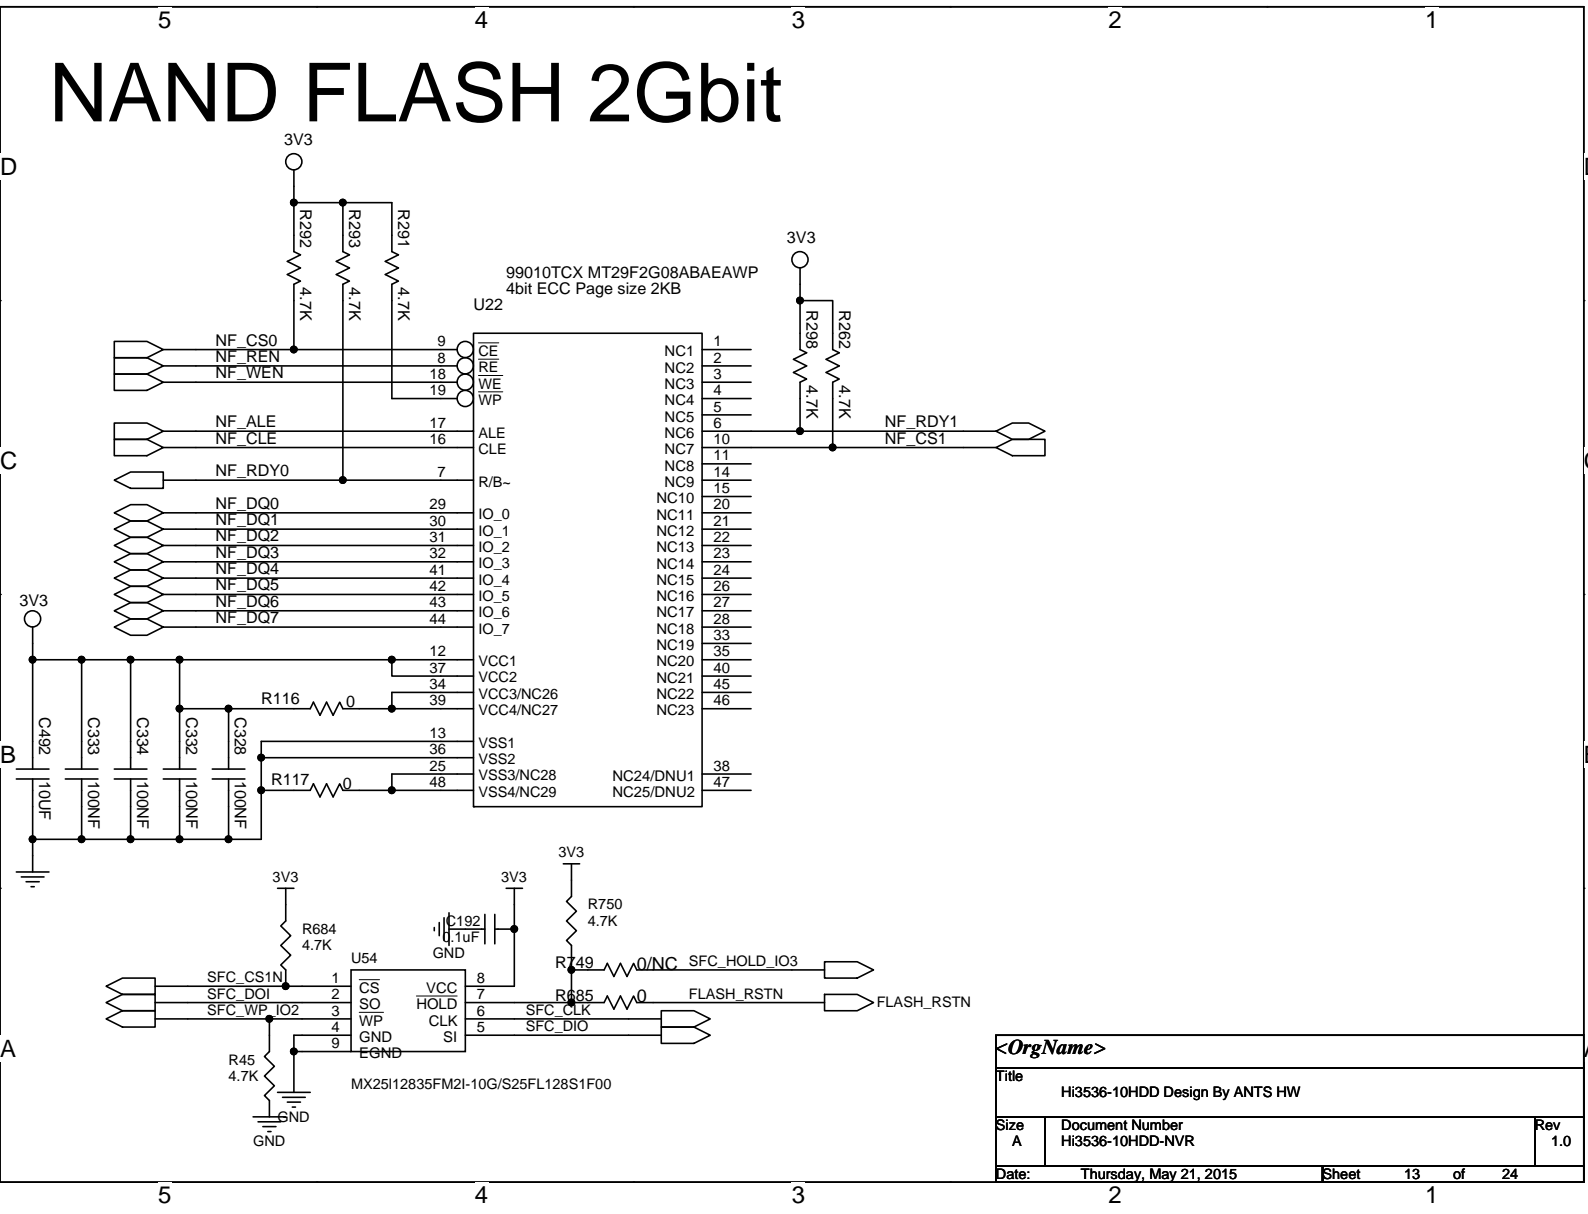 5 4 3 2 1
NAND FLASH 2Gbit
D
3V3
R292 4.7K
R293 4.7K
R291 4.7K
3V3
R298 4.7K
R262 4.7K
99010TCX MT29F2G08ABAEAWP
4bit ECC Page size 2KB
U22
NF_CS0 9 CE
NF_REN 8 RE
NF_WEN 18 WE
19 WP
NF_ALE 17 ALE
NF_CLE 16 CLE
C
NF_RDY0 7 R/B~
NF_DQ0 29 IO_0
NF_DQ1 30 IO_1
NF_DQ2 31 IO_2
NF_DQ3 32 IO_3
NF_DQ4 41 IO_4
NF_DQ5 42 IO_5
NF_DQ6 43 IO_6
NF_DQ7 44 IO_7
3V3
12 VCC1
37 VCC2
34 VCC3/NC26
R116 0 39 VCC4/NC27
13 VSS1
36 VSS2
25 VSS3/NC28
R117 0 48 VSS4/NC29
B
C492 10UF
C333 100NF
C334 100NF
C332 100NF
C328 100NF
NC1 1
NC2 2
NC3 3
NC4 4
NC5 5
NC6 6 NF_RDY1
NC7 10 NF_CS1
NC8 11
NC9 14
NC10 15
NC11 20
NC12 21
NC13 22
NC14 23
NC15 24
NC16 26
NC17 27
NC18 28
NC19 33
NC20 35
NC21 40
NC22 45
NC23 46
NC24/DNU1 38
NC25/DNU2 47
3V3
3V3
3V3
R684
4.7K
C192
0.1uF
GND
R750
4.7K
U54
R749 0/NC SFC_HOLD_IO3
R685 0 FLASH_RSTN FLASH_RSTN
SFC_CS1N 1 CS
SFC_DOI 2 SO
SFC_WP_IO2 3 WP
4 GND
9 EGND
VCC 8
HOLD 7
CLK 6 SFC_CLK
SI 5 SFC_DIO
A
R45
4.7K
MX25l12835FM2I-10G/S25FL128S1F00
GND
GND
<OrgName>
Title
Hi3536-10HDD Design By ANTS HW
Size Document Number Rev
A Hi3536-10HDD-NVR 1.0
Date: Thursday, May 21, 2015 Sheet 13 of 24
5 4 3 2 1